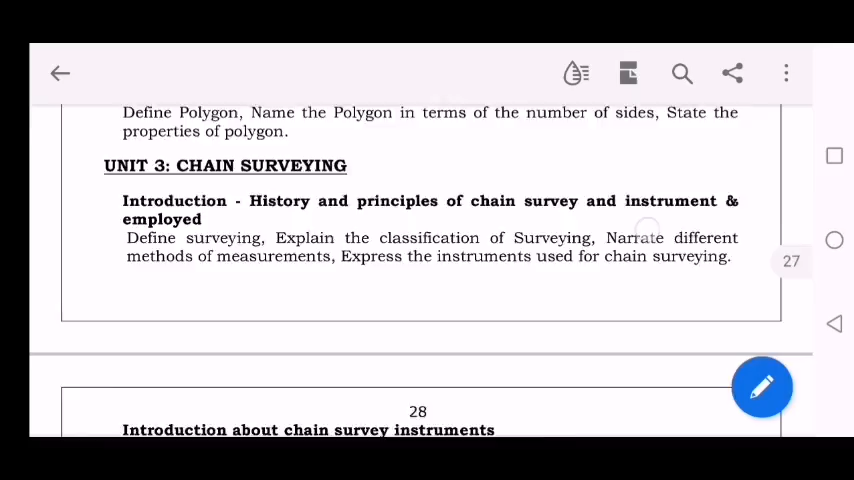 Define Polygon, Name the Polygon in terms of the number of sides, State the
properties of polygon.
UNIT 3: CHAIN SURVEYING
Introduction - History and principles of chain survey and instrument &
employed
Define surveying, Explain the classification of Surveying, Narrate different
methods of measurements, Express the instruments used for chain surveying.
27
28
Introduction about chain survey instruments